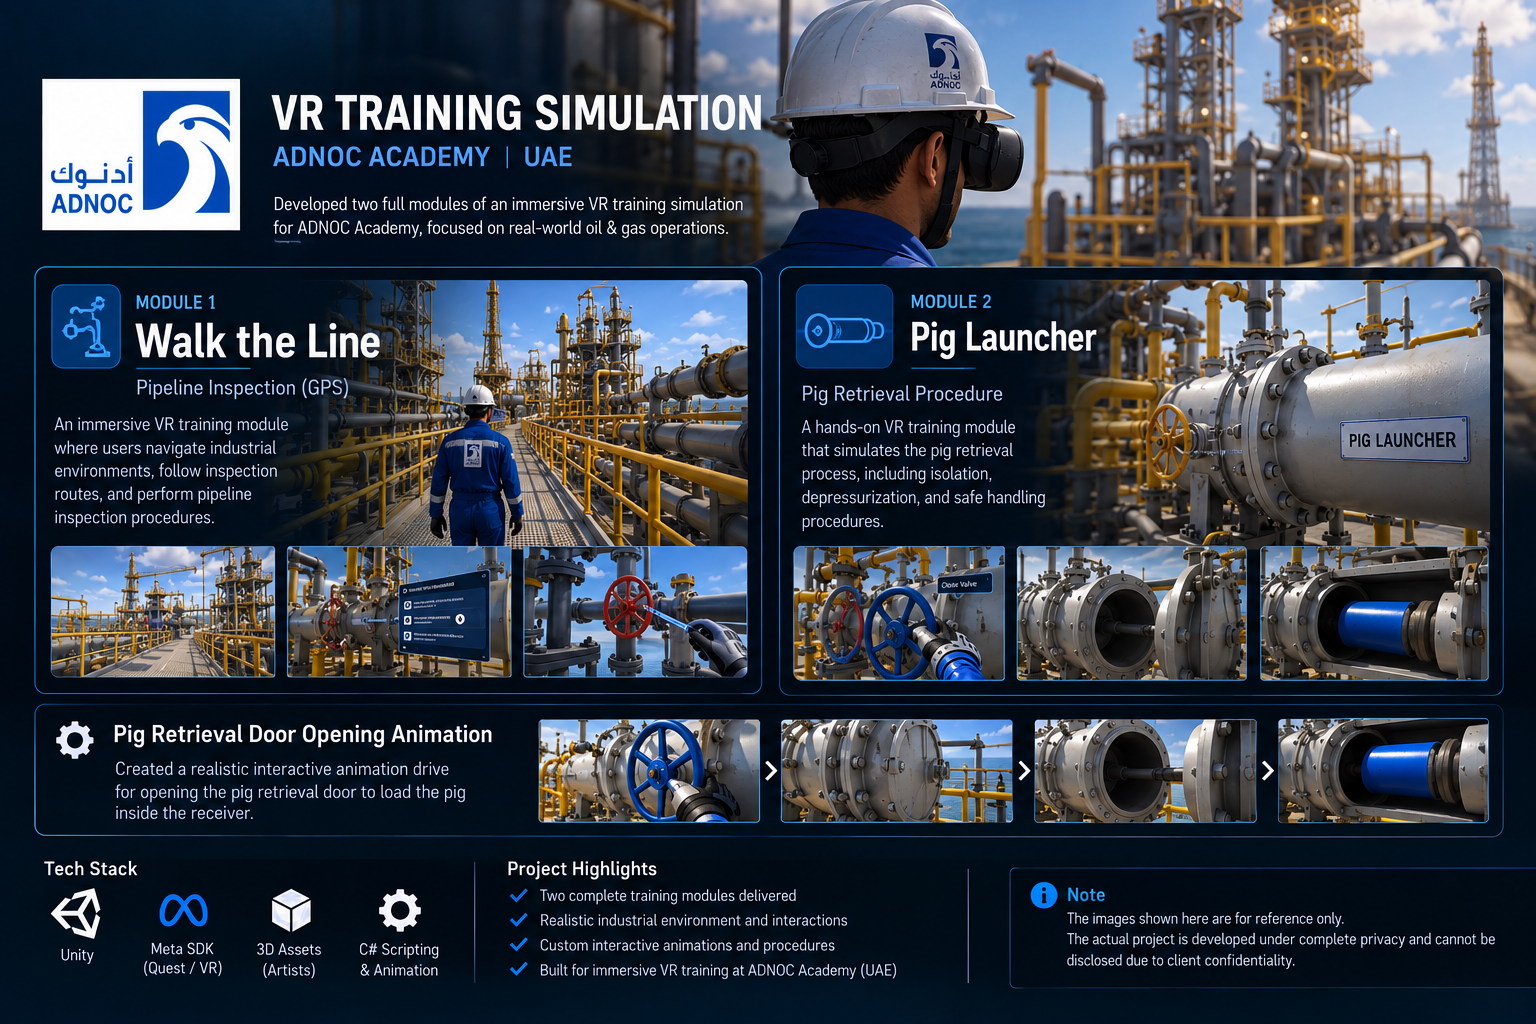 أدنوك
ADNOC
VR TRAINING SIMULATION
ADNOC ACADEMY | UAE
Developed two full modules of an immersive VR training simulation
for ADNOC Academy, focused on real-world oil & gas operations.
أدنوك
ADNOC
MODULE 1
Walk the Line
Pipeline Inspection (GPS)
An immersive VR training module
where users navigate industrial
environments, follow inspection
routes, and perform pipeline
inspection procedures.
MODULE 2
Pig Launcher
Pig Retrieval Procedure
A hands-on VR training module
that simulates the pig retrieval
process, including isolation,
depressurization, and safe handling
procedures.
PIG LAUNCHER
Close Valve
Pig Retrieval Door Opening Animation
Created a realistic interactive animation drive
for opening the pig retrieval door to load the pig
inside the receiver.
Tech Stack
Unity
Meta SDK
(Quest / VR)
3D Assets
(Artists)
C# Scripting
& Animation
Project Highlights
Two complete training modules delivered
Realistic industrial environment and interactions
Custom interactive animations and procedures
Built for immersive VR training at ADNOC Academy (UAE)
Note
The images shown here are for reference only.
The actual project is developed under complete privacy and cannot be
disclosed due to client confidentiality.